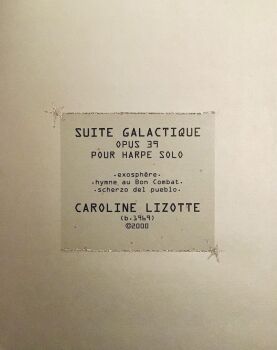 SUITE GALACTIQUE
OPUS 39
POUR HARPE SOLO
-exosphère-
-hymne au Bon Combat-
-scherzo del pueblo-
CAROLINE LIZOTTE
(b.1969)
©2000